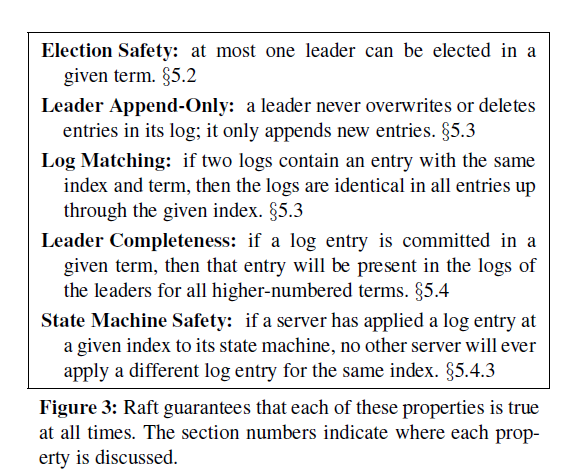 Election Safety: at most one leader can be elected in a
given term. §5.2
Leader Append-Only: a leader never overwrites or deletes
entries in its log; it only appends new entries. §5.3
Log Matching: if two logs contain an entry with the same
index and term, then the logs are identical in all entries up
through the given index. §5.3
Leader Completeness: if a log entry is committed in a
given term, then that entry will be present in the logs of
the leaders for all higher-numbered terms. §5.4
State Machine Safety: if a server has applied a log entry at
a given index to its state machine, no other server will ever
apply a different log entry for the same index. §5.4.3
Figure 3: Raft guarantees that each of these properties is true
at all times. The section numbers indicate where each prop-
erty is discussed.